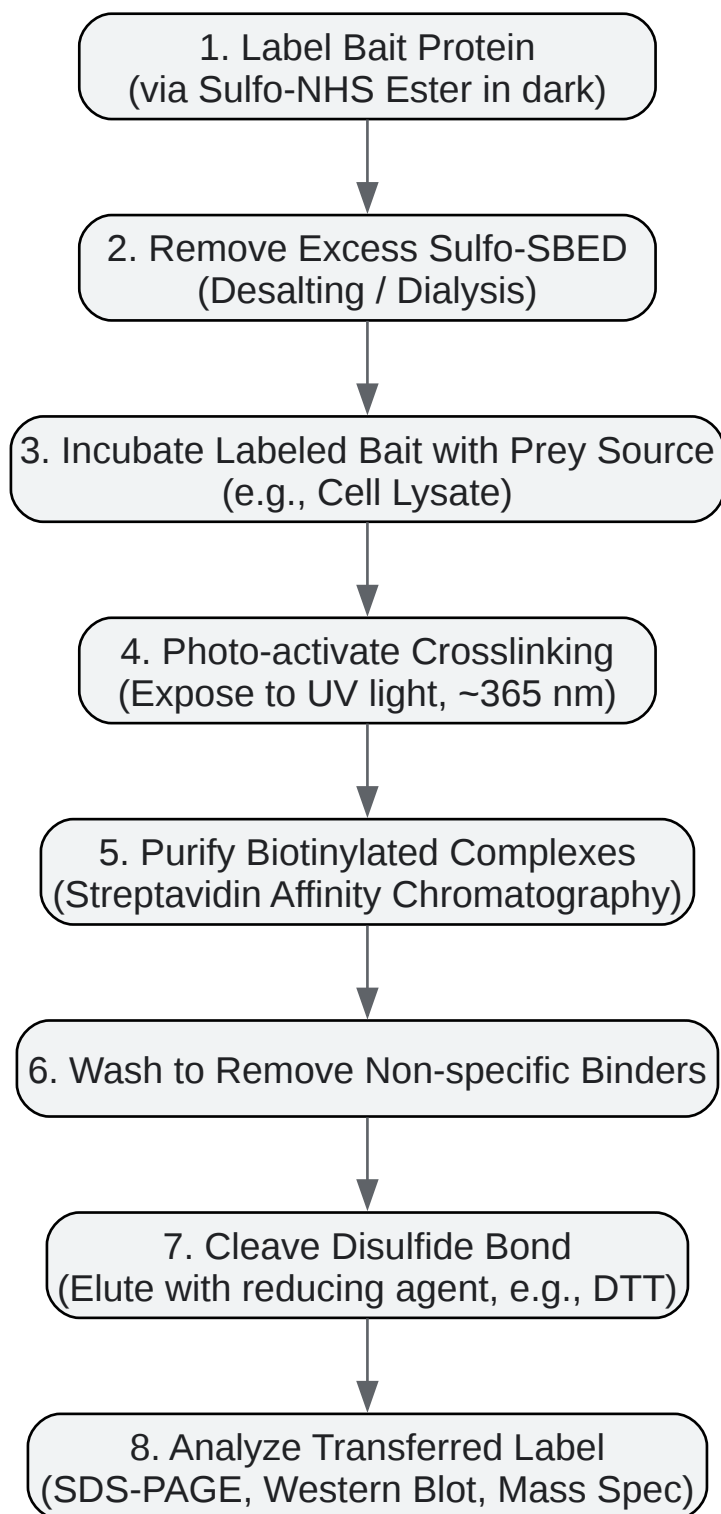 1. Label Bait Protein
(via Sulfo-NHS Ester in dark)
2. Remove Excess Sulfo-SBED
(Desalting / Dialysis)
3. Incubate Labeled Bait with Prey Source
(e.g., Cell Lysate)
4. Photo-activate Crosslinking
(Expose to UV light, ~365 nm)
5. Purify Biotinylated Complexes
(Streptavidin Affinity Chromatography)
6. Wash to Remove Non-specific Binders
7. Cleave Disulfide Bond
(Elute with reducing agent, e.g., DTT)
8. Analyze Transferred Label
(SDS-PAGE, Western Blot, Mass Spec)